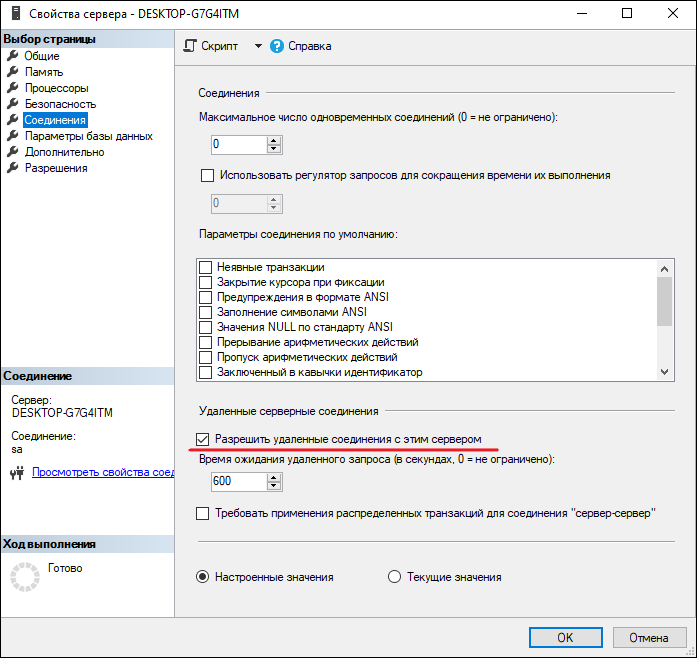 Свойства сервера - DESKTOP-G7G4ITM
Выбор страницы
Общие
Память
Процессоры
Безопасность
Соединения
Параметры базы данных
Дополнительно
Разрешения
Скрипт
Справка
Соединения
Максимальное число одновременных соединений (0 = не ограничено):
0
Использовать регулятор запросов для сокращения времени их выполнения
0
Параметры соединения по умолчанию:
Неявные транзакции
Закрытие курсора при фиксации
Предупреждения в формате ANSI
Заполнение символами ANSI
Значения NULL по стандарту ANSI
Прерывание арифметических действий
Пропуск арифметических действий
Заключенный в кавычки идентификатор
Удаленные серверные соединения
Разрешить удаленные соединения с этим сервером
Время ожидания удаленного запроса (в секундах, 0 = не ограничено):
600
Требовать применения распределенных транзакций для соединения "сервер-сервер"
Настроенные значения
Текущие значения
Соединение
Сервер:
DESKTOP-G7G4ITM
Соединение:
sa
Просмотреть свойства соед
Ход выполнения
Готово
OK
Отмена